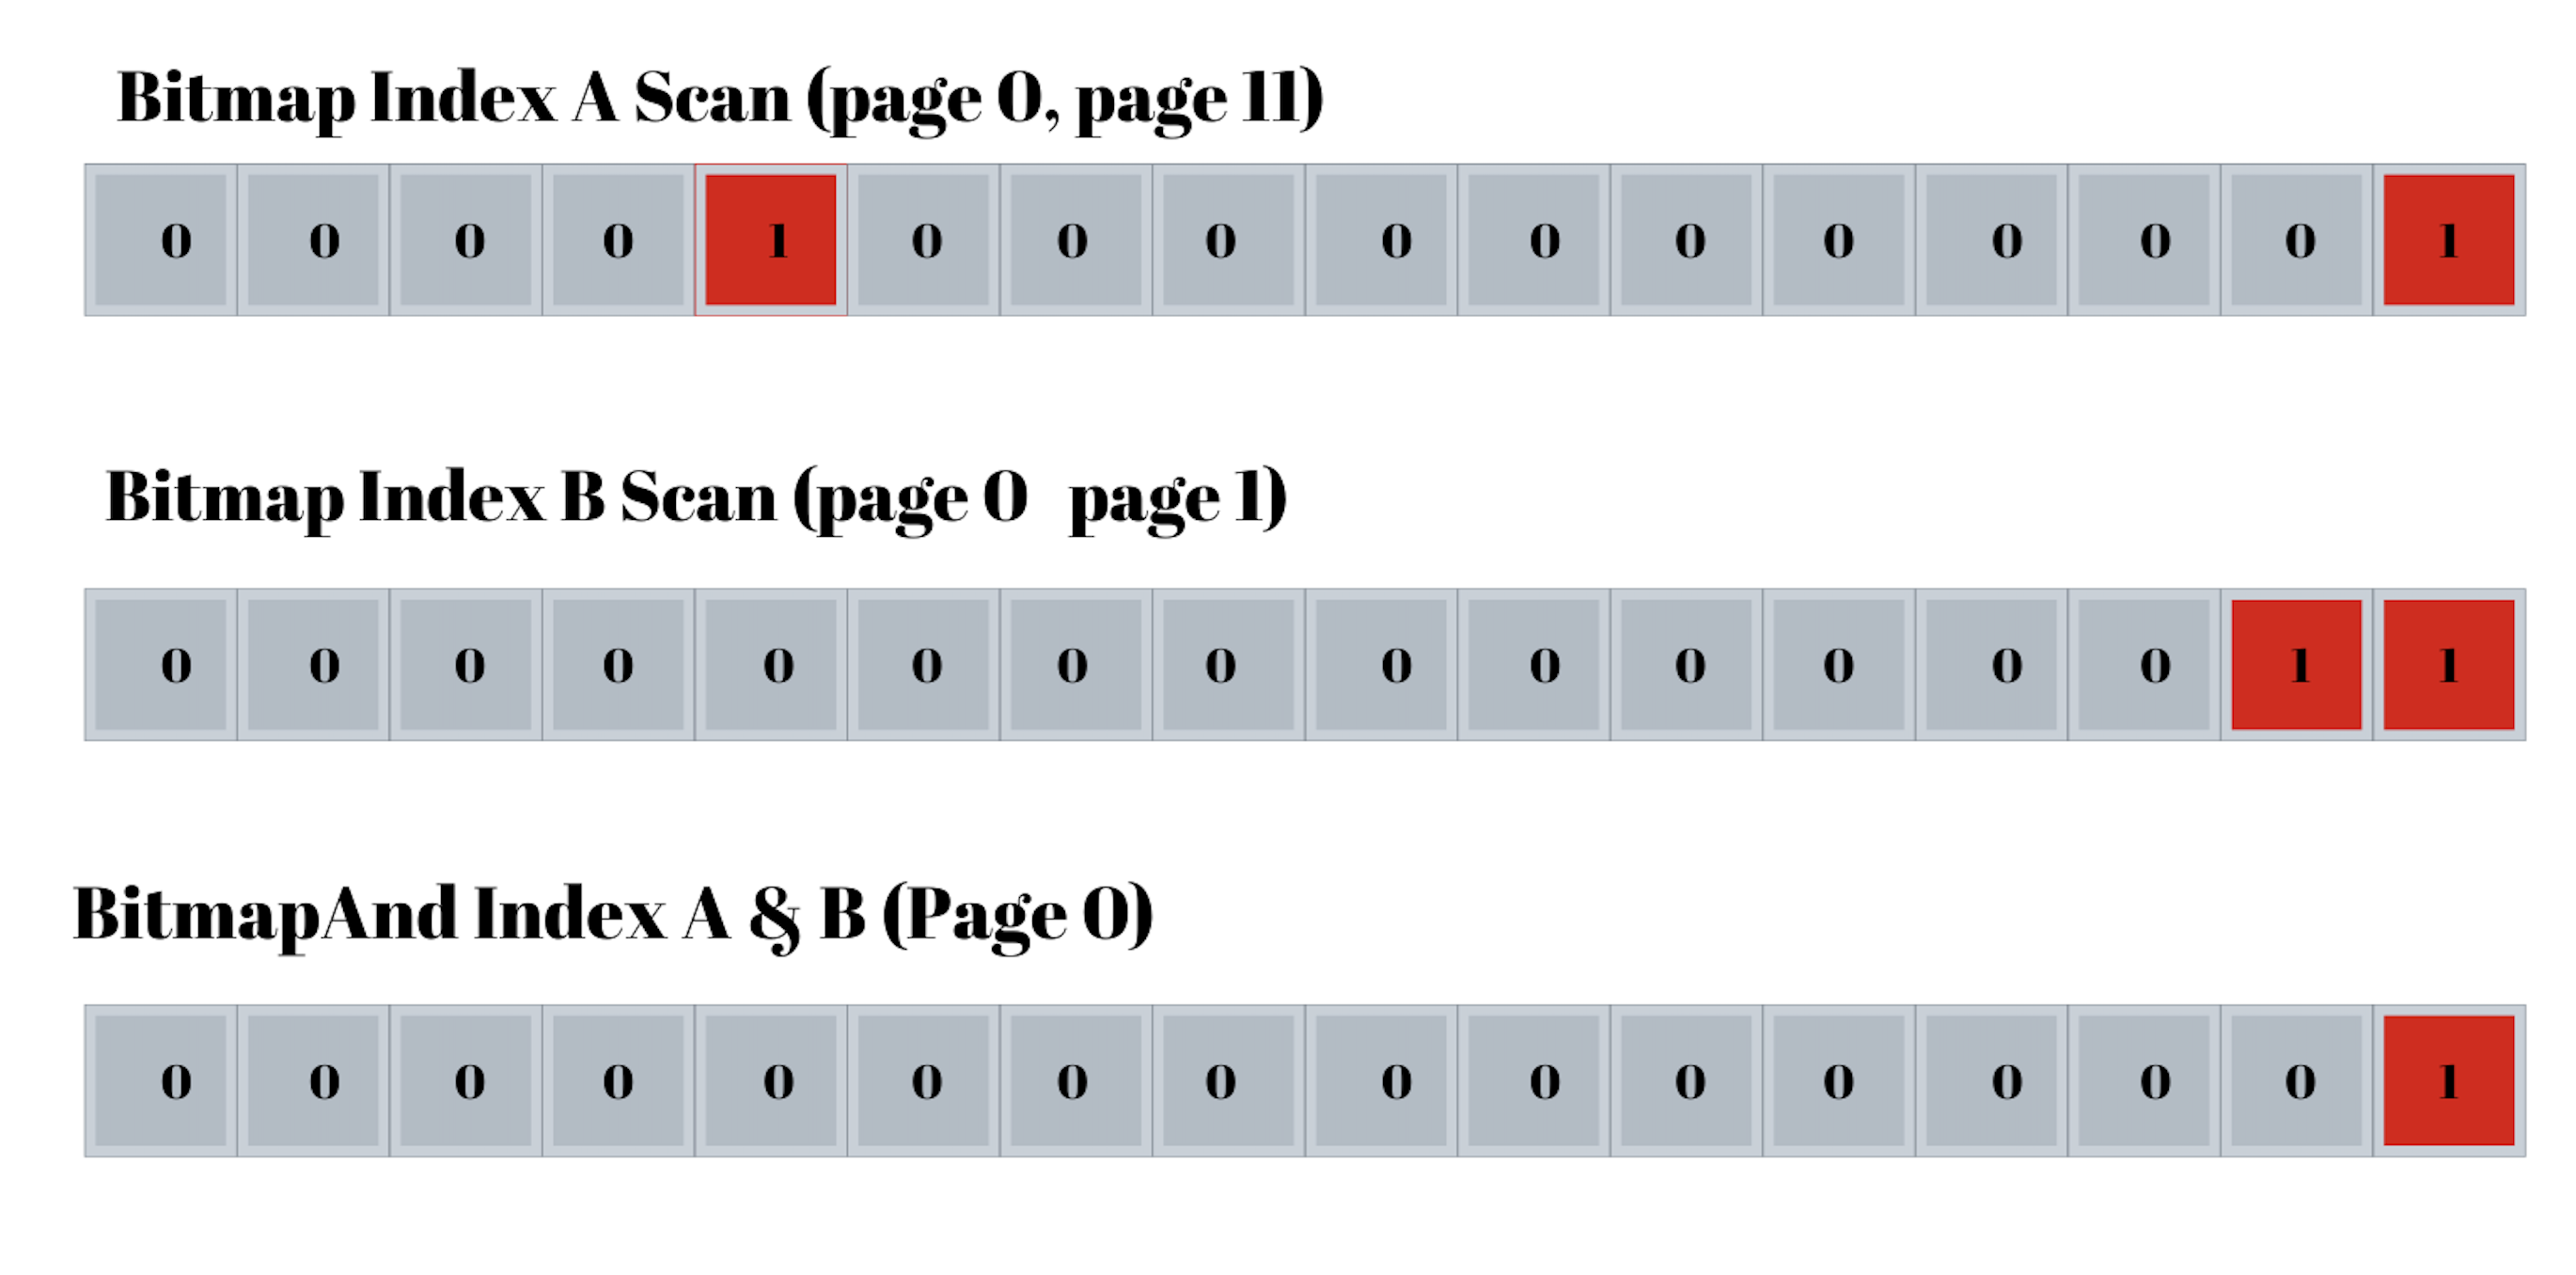 Bitmap Index A Scan (page 0, page 11)
0 0 0 0 1 0 0 0 0 0 0 0 0 0 0 1
Bitmap Index B Scan (page 0 page 1)
0 0 0 0 0 0 0 0 0 0 0 0 0 0 1 1
BitmapAnd Index A & B (Page 0)
0 0 0 0 0 0 0 0 0 0 0 0 0 0 0 1